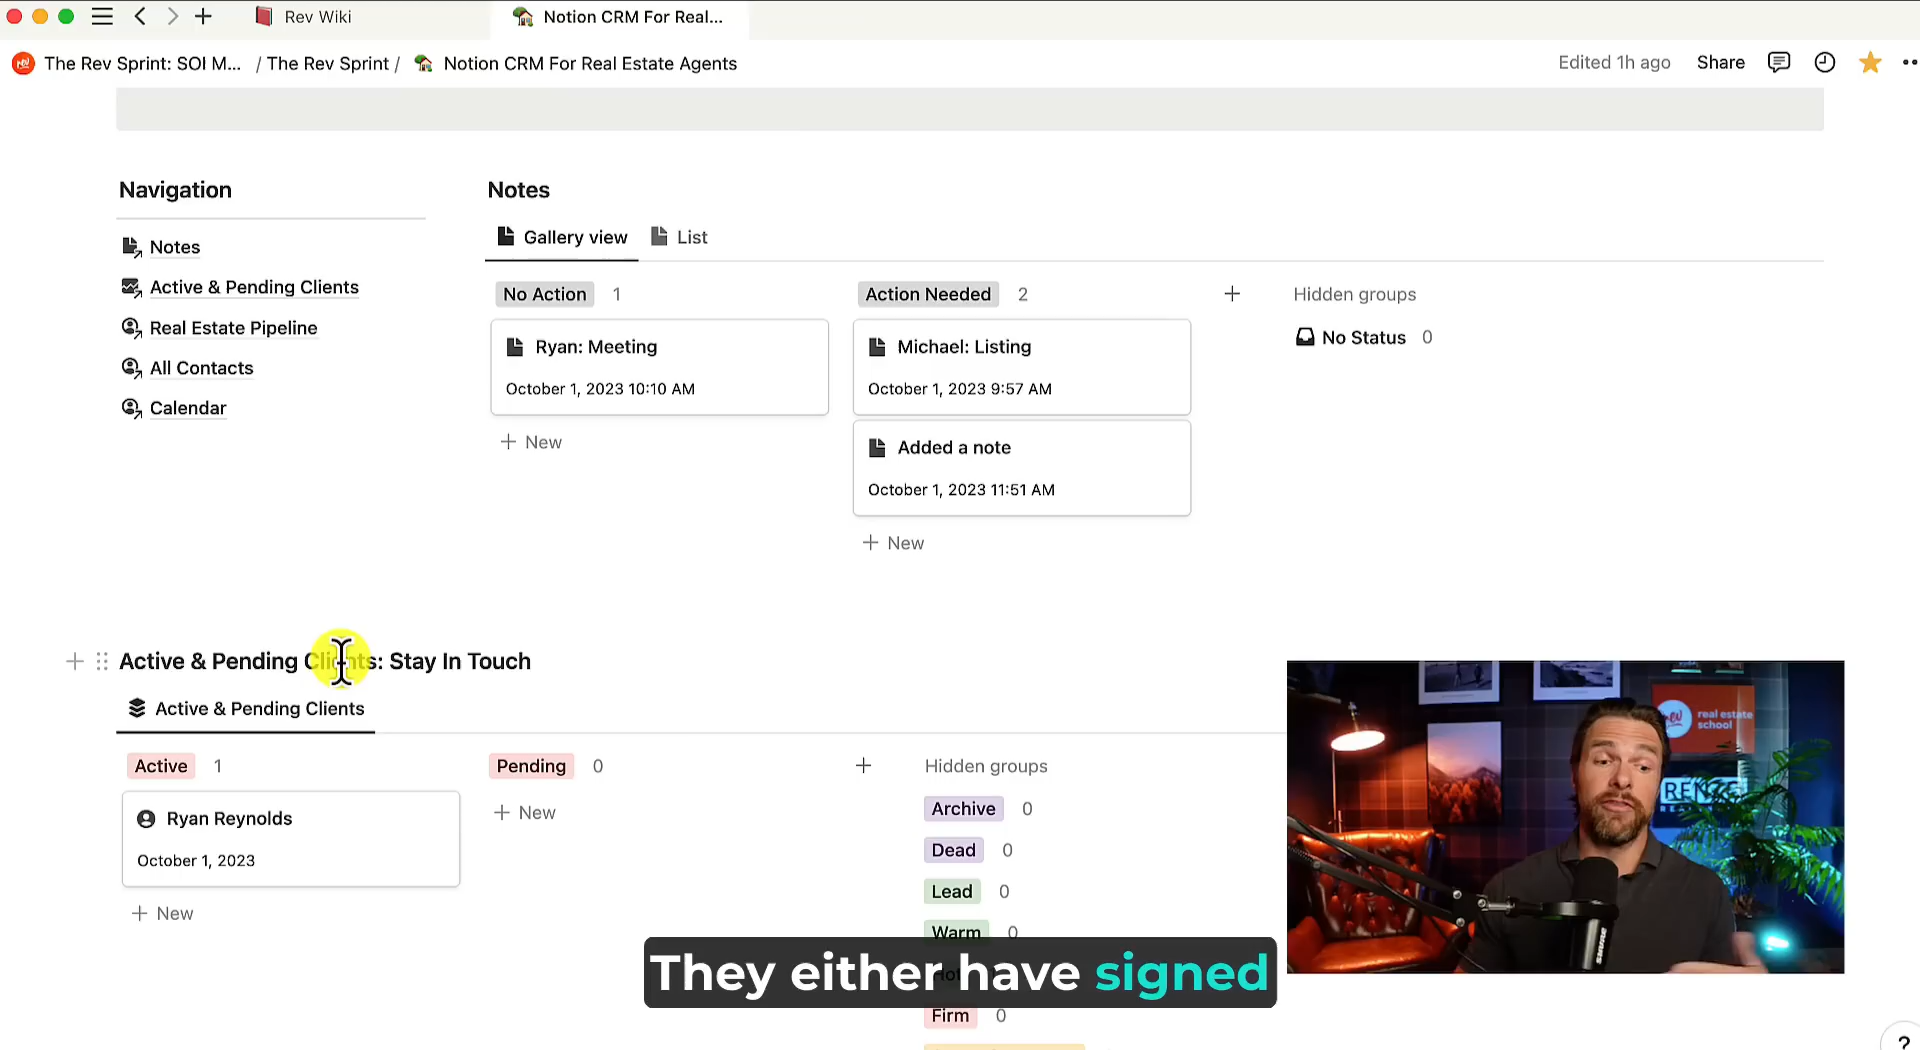 Rev Wiki
Notion CRM For Real...
The Rev Sprint: SOI M... / The Rev Sprint / Notion CRM For Real Estate Agents
Edited 1h ago
Share
Navigation
Notes
Active & Pending Clients
Real Estate Pipeline
All Contacts
Calendar
Notes
Gallery view
List
No Action 1
Ryan: Meeting
October 1, 2023 10:10 AM
+ New
Action Needed 2
Michael: Listing
October 1, 2023 9:57 AM
Added a note
October 1, 2023 11:51 AM
+ New
Hidden groups
No Status 0
Active & Pending Clients: Stay In Touch
Active & Pending Clients
Active 1
Ryan Reynolds
October 1, 2023
+ New
Pending 0
+ New
Hidden groups
Archive 0
Dead 0
Lead 0
Warm 0
Firm 0
They either have signed
real estate
school
SHURE
?